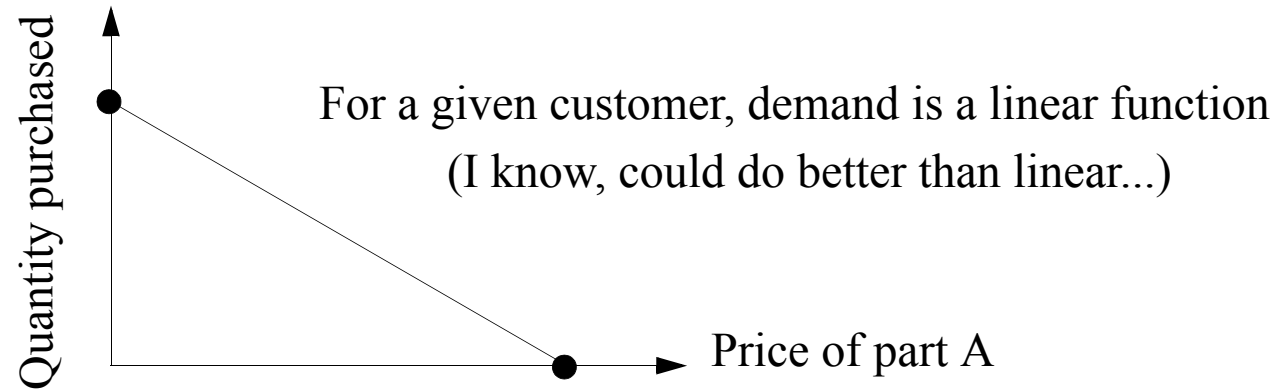 Quantity purchased
For a given customer, demand is a linear function
(I know, could do better than linear...)
Price of part A